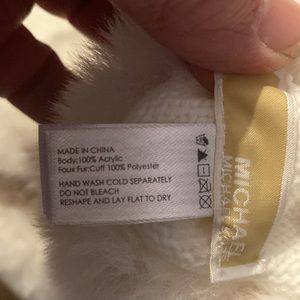 MADE IN CHINA
Body:100% Acrylic
Faux Fur:Cuff 100% Polyester
HAND WASH COLD SEPARATELY
DO NOT BLEACH
RESHAPE AND LAY FLAT TO DRY
MICHAEL
MICHAEL